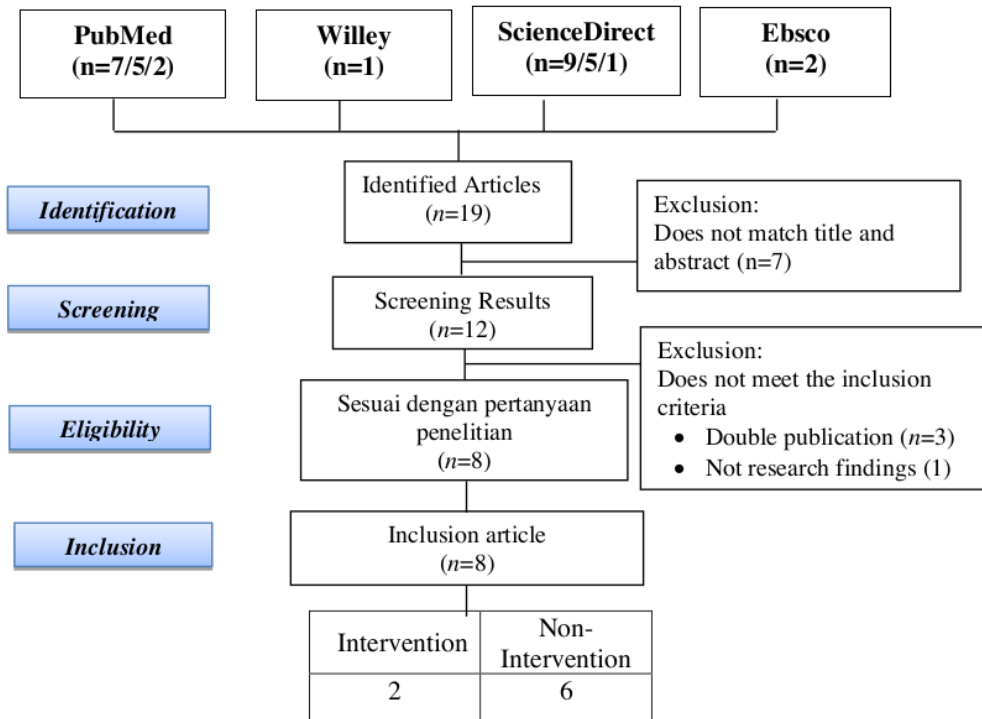 PubMed
(n=7/5/2)
Willey
(n=1)
ScienceDirect
(n=9/5/1)
Ebsco
(n=2)
Identification
Identified Articles
(n=19)
Exclusion:
Does not match title and
abstract (n=7)
Screening
Screening Results
(n=12)
Exclusion:
Does not meet the inclusion
criteria
• Double publication (n=3)
• Not research findings (1)
Eligibility
Sesuai dengan pertanyaan
penelitian
(n=8)
Inclusion
Inclusion article
(n=8)
Intervention
Non-
Intervention
2
6